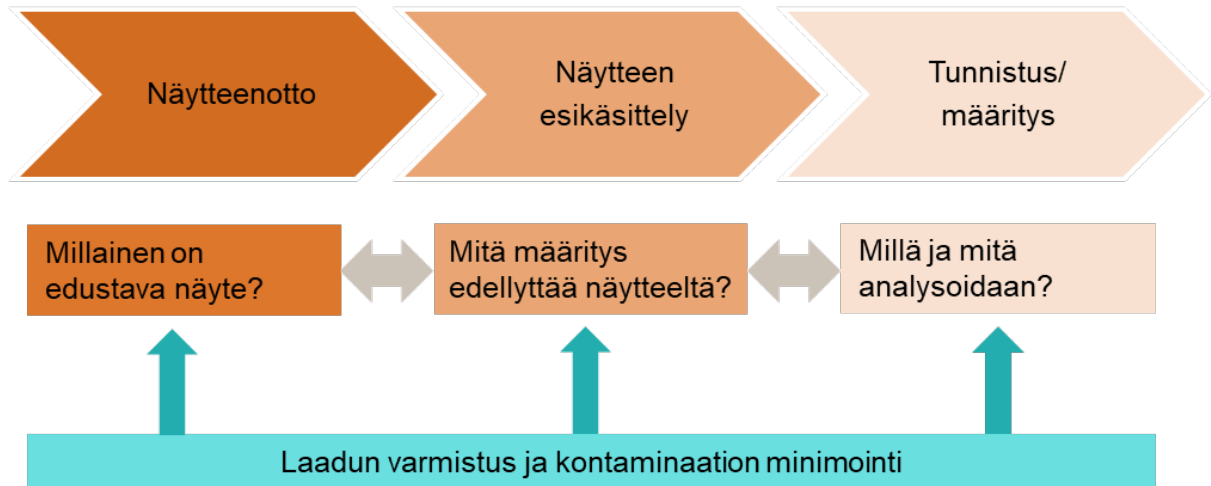 Näytteenotto
Näytteen
esikäsittely
Tunnistus/
määritys
Millainen on
edustava näyte?
Mitä määritys
edellyttää näytteeltä?
Millä ja mitä
analysoidaan?
Laadun varmistus ja kontaminaation minimointi